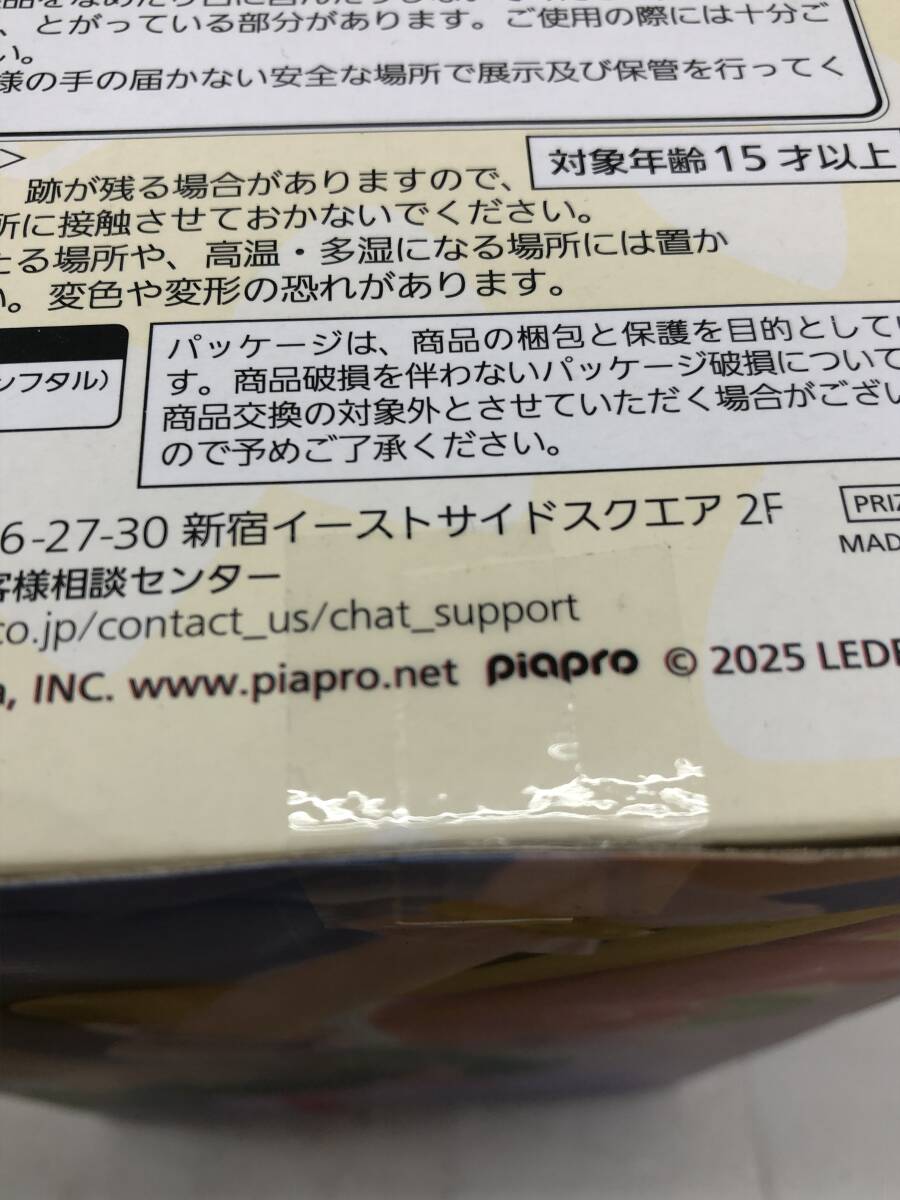 、とがっている部分があります。ご使用の際には十分ご
い。
様の手の届かない安全な場所で展示及び保管を行ってく
対象年齢15才以上
跡が残る場合がありますので、
所に接触させておかないでください。
たる場所や、高温・多湿になる場所には置か
い。変色や変形の恐れがあります。
ンフタル)
パッケージは、商品の梱包と保護を目的としてい
す。商品破損を伴わないパッケージ破損について
商品交換の対象外とさせていただく場合がござい
ので予めご了承ください。
6-27-30 新宿イーストサイドスクエア 2F
PRIZ
MAD
客様相談センター
co.jp/contact_us/chat_support
a, INC. www.piapro.net piapro © 2025 LEDE